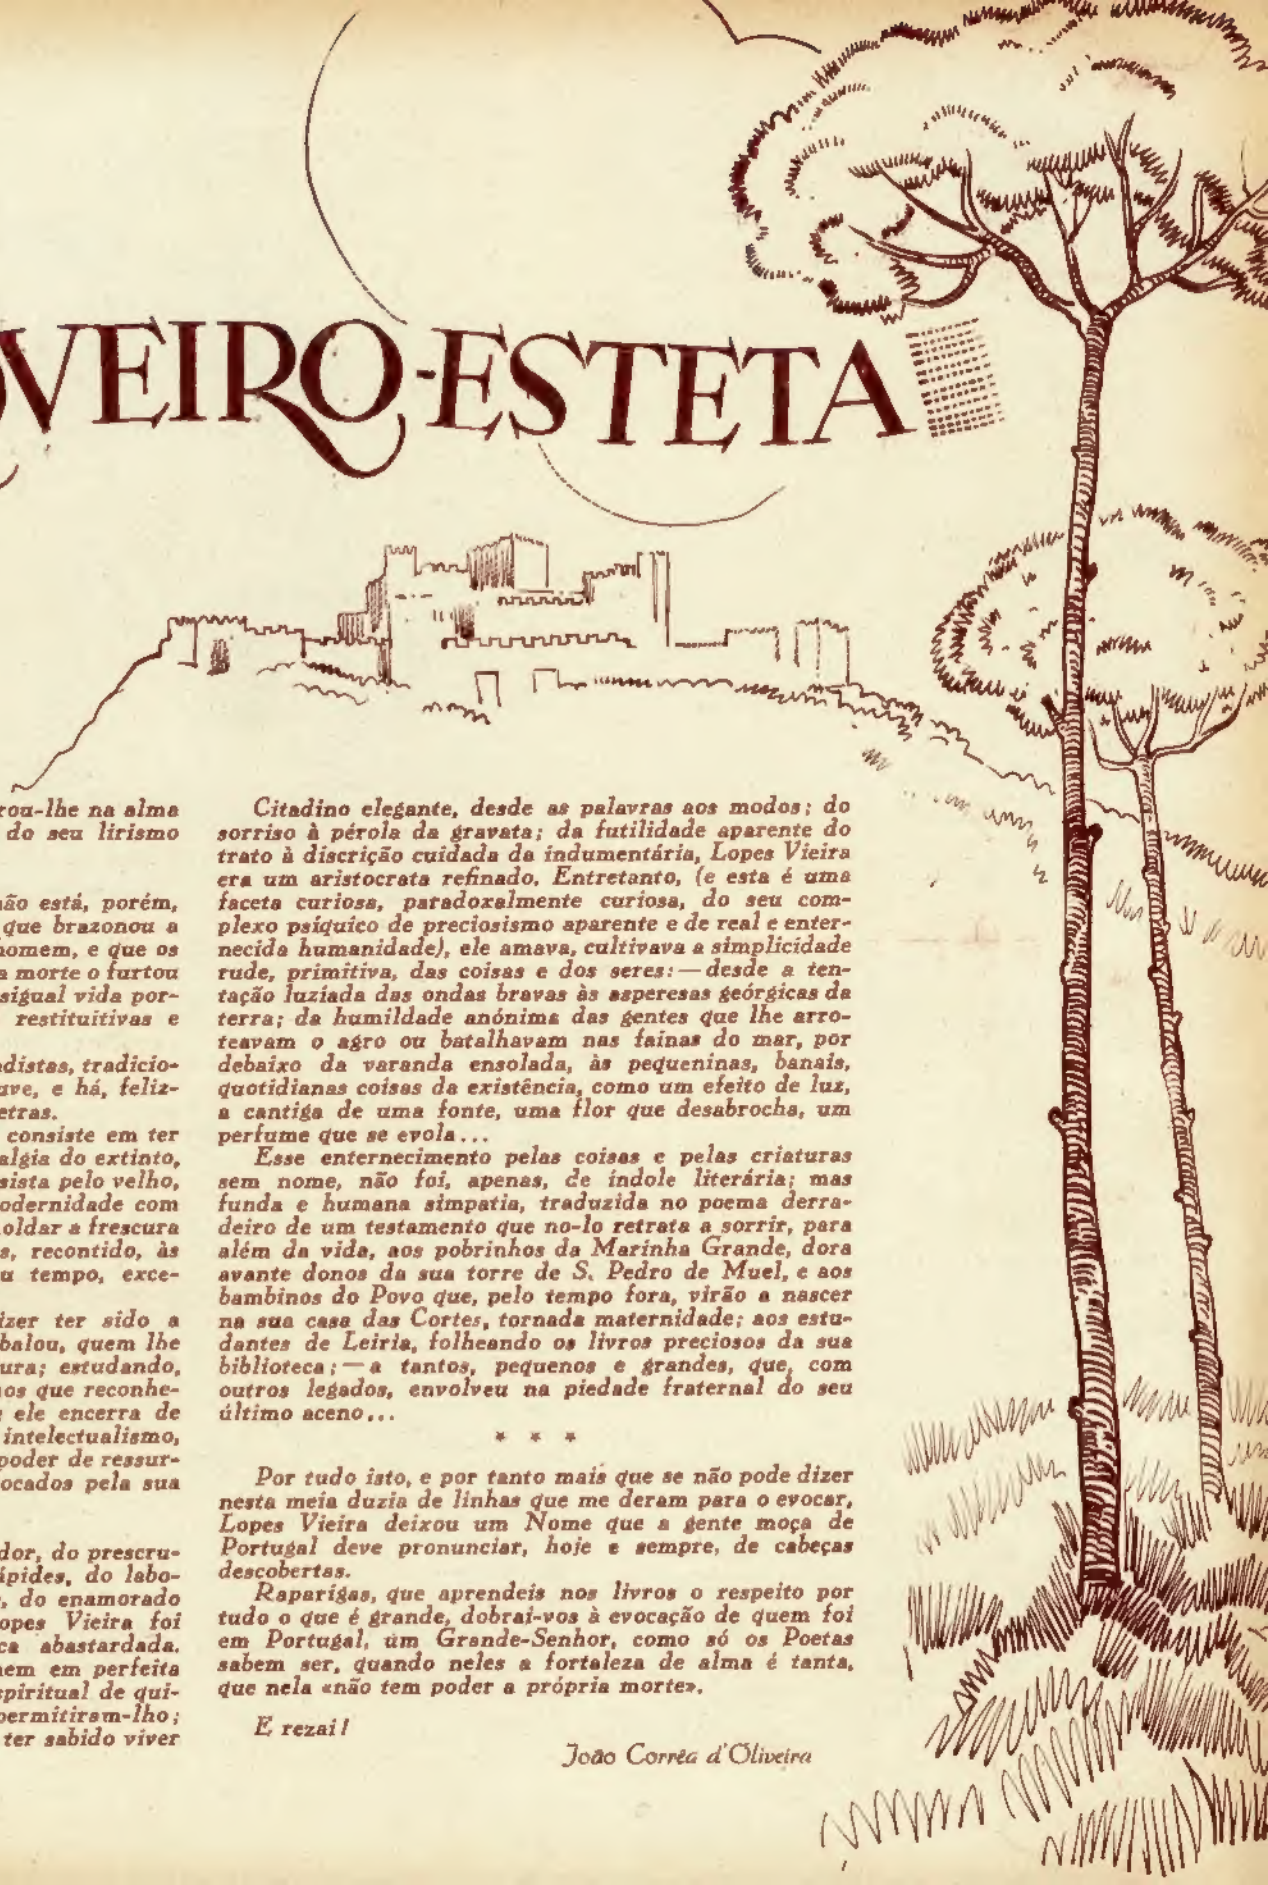 OVEIRO-ESTETA
rou-lhe na alma
do seu lirismo
não está, porém,
que brazonou a
homem, e que os
a morte o furtou
sigual vida por-
restituitivas e
distas, tradicio-
ave, e há, feliz-
etras.
consiste em ter
algia do extinto,
sista pelo velho,
odernidade com
oldar a frescura
s, recontido, às
u tempo, exce-
izer ter sido a
balou, quem lhe
ura; estudando,
os que reconhe-
ele encerra de
intelectualismo,
poder de ressur-
ocados pela sua
dor, do prescru-
ápides, do labo-
, do enamorado
opes Vieira foi
ca abastardada.
em em perfeita
spiritual de qui-
permitiram-lho;
ter sabido viver
Citadino elegante, desde as palavras aos modos; do
sorriso à pérola da gravata; da futilidade aparente do
trato à discrição cuidada da indumentária, Lopes Vieira
era um aristocrata refinado. Entretanto, (e esta é uma
faceta curiosa, paradoxalmente curiosa, do seu com-
plexo psíquico de preciosismo aparente e de real e enter-
necida humanidade), ele amava, cultivava a simplicidade
rude, primitiva, das coisas e dos seres: — desde a ten-
tação luziada das ondas bravas às asperesas geórgicas da
terra; da humildade anónima das gentes que lhe arro-
teavam o agro ou batalhavam nas fainas do mar, por
debaixo da varanda ensolada, às pequeninas, banais,
quotidianas coisas da existência, como um efeito de luz,
a cantiga de uma fonte, uma flor que desabrocha, um
perfume que se evola...
Esse enternecimento pelas coisas e pelas criaturas
sem nome, não foi, apenas, de índole literária; mas
funda e humana simpatia, traduzida no poema derra-
deiro de um testamento que no-lo retrata a sorrir, para
além da vida, aos pobrinhos da Marinha Grande, dora
avante donos da sua torre de S. Pedro de Muel, e aos
bambinos do Povo que, pelo tempo fora, virão a nascer
na sua casa das Cortes, tornada maternidade; aos estu-
dantes de Leiria, folheando os livros preciosos da sua
biblioteca; — a tantos, pequenos e grandes, que, com
outros legados, envolveu na piedade fraternal do seu
último aceno...
* * *
Por tudo isto, e por tanto mais que se não pode dizer
nesta meia duzia de linhas que me deram para o evocar,
Lopes Vieira deixou um Nome que a gente moça de
Portugal deve pronunciar, hoje e sempre, de cabeças
descobertas.
Raparigas, que aprendeis nos livros o respeito por
tudo o que é grande, dobrai-vos à evocação de quem foi
em Portugal, um Grande-Senhor, como só os Poetas
sabem ser, quando neles a fortaleza de alma é tanta,
que nela «não tem poder a própria morte».
E rezai!
João Corrêa d'Oliveira